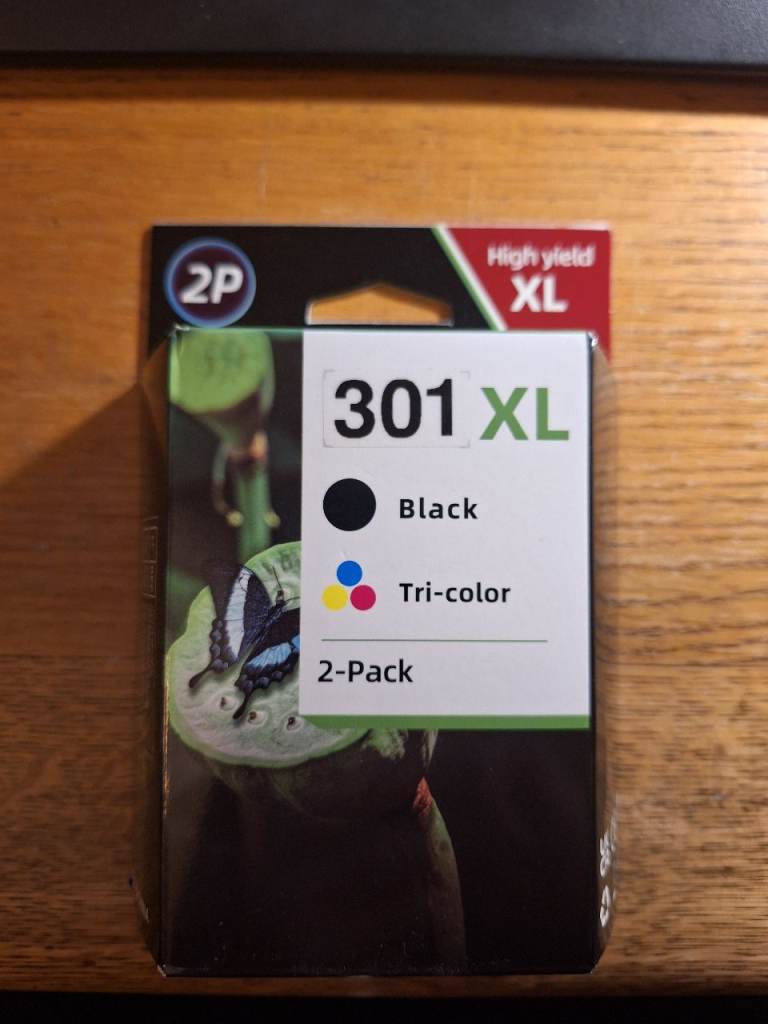 2P
High yield
XL
301 XL
Black
Tri-color
2-Pack